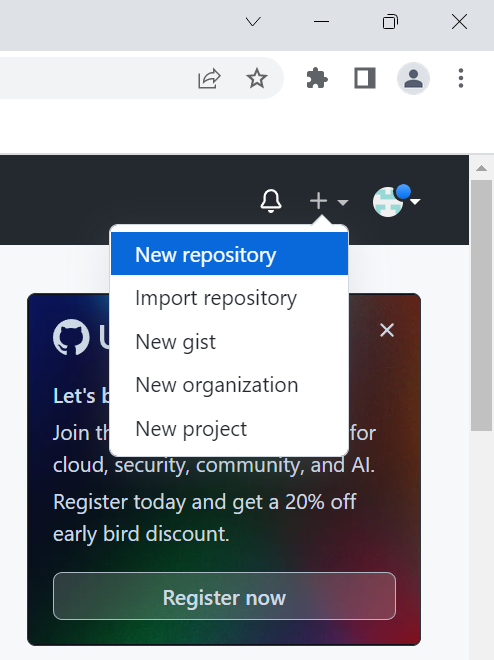 New repository
Import repository
New gist
New organization
New project
Let's b
Join th for
cloud, security, community, and AI.
Register today and get a 20% off
early bird discount.
Register now